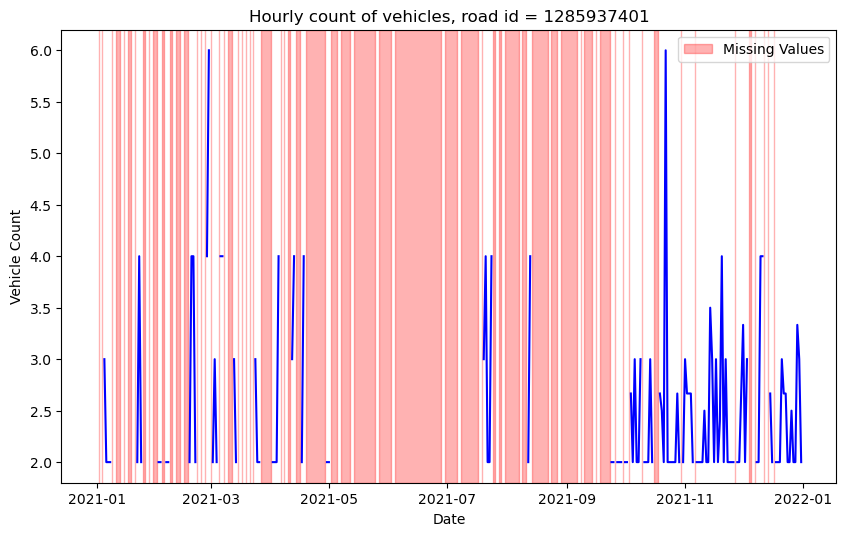 Hourly count of vehicles, road id = 1285937401
Missing Values
Vehicle Count
6.0
5.5
5.0
4.5
4.0
3.5
3.0
2.5
2.0
2021-01 2021-03 2021-05 2021-07 2021-09 2021-11 2022-01
Date